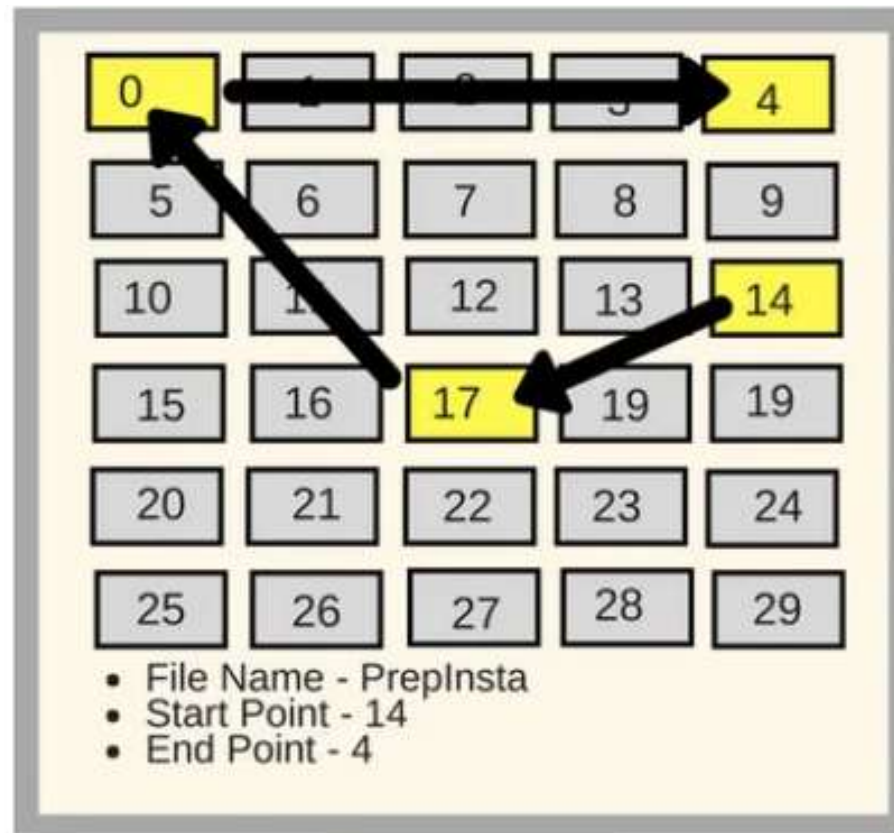 0 4
5 6 7 8 9
10 12 13 14
15 16 17 19 19
20 21 22 23 24
25 26 27 28 29
• File Name - PrepInsta
• Start Point - 14
• End Point - 4